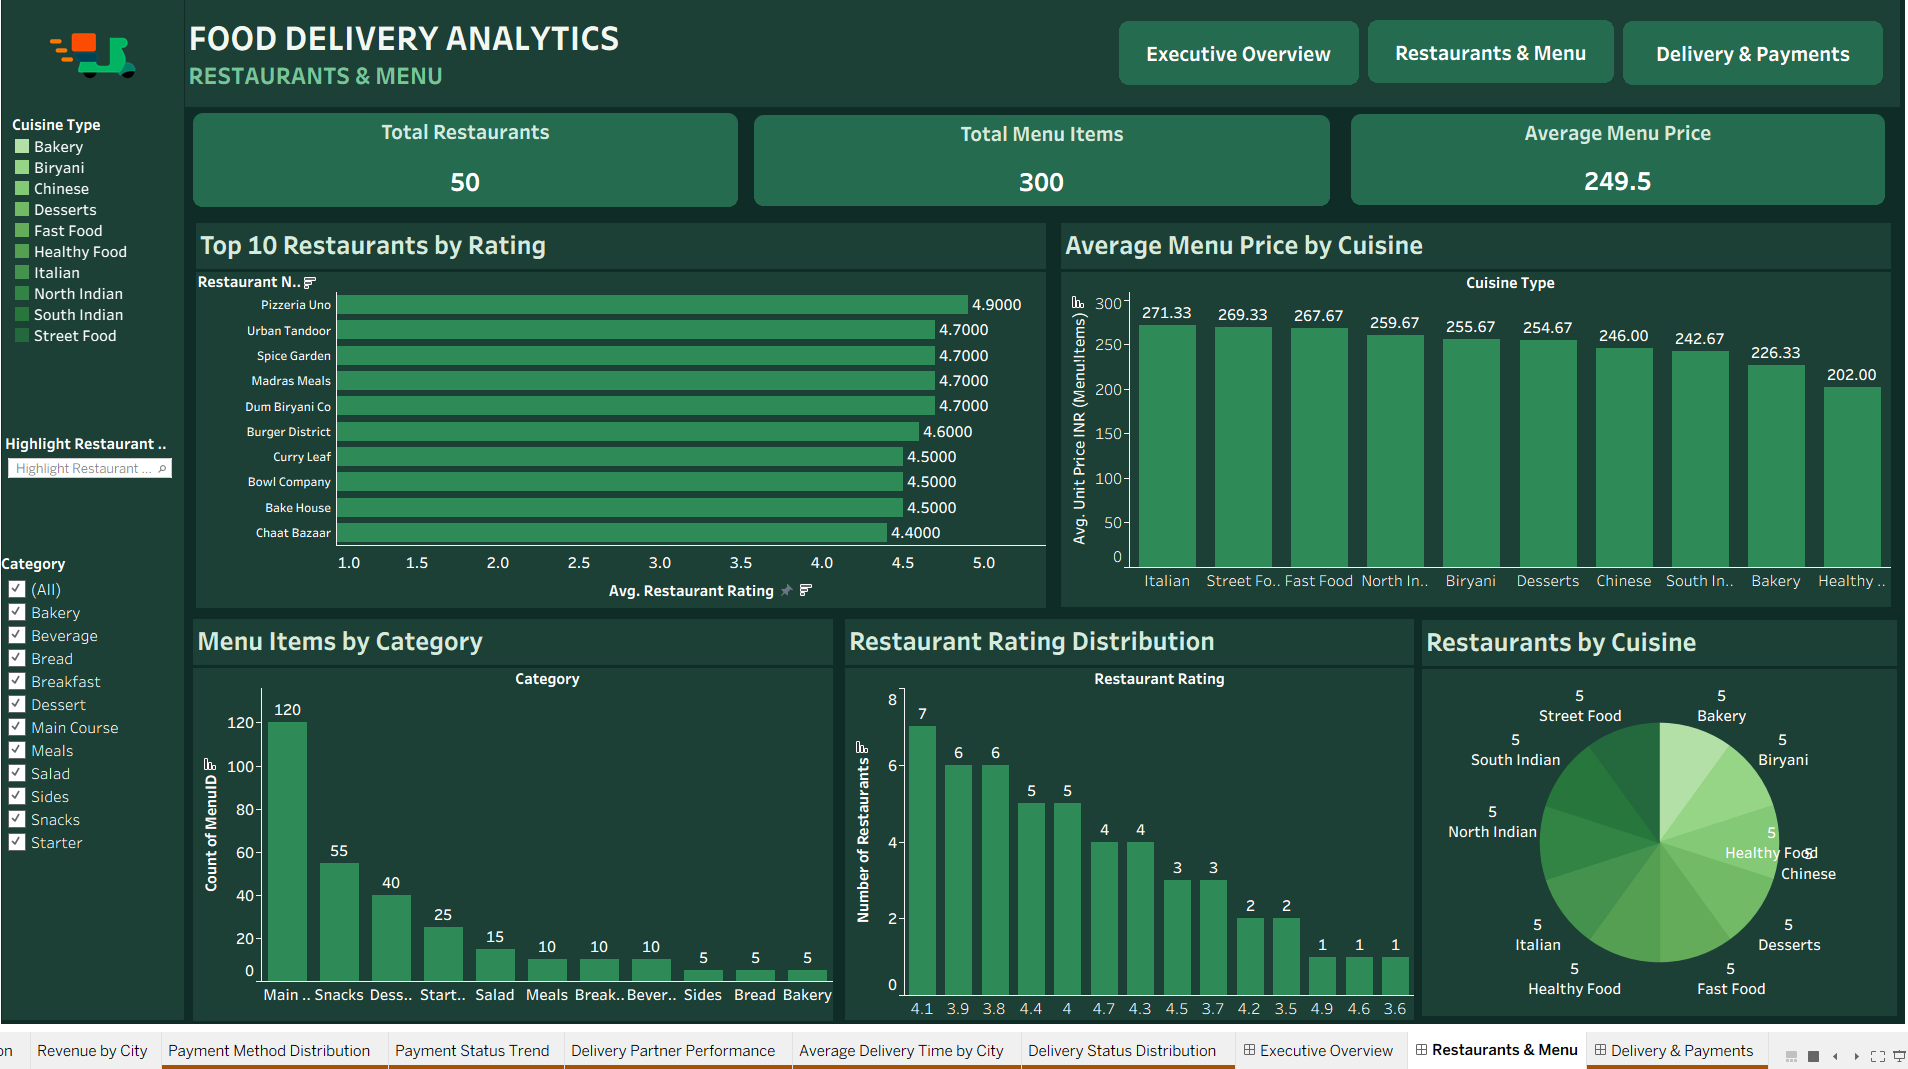 FOOD DELIVERY ANALYTICS
RESTAURANTS & MENU
Executive Overview
Restaurants & Menu
Delivery & Payments
Cuisine Type
Bakery
Biryani
Chinese
Desserts
Fast Food
Healthy Food
Italian
North Indian
South Indian
Street Food
Highlight Restaurant ..
Highlight Restaurant ...
Category
(All)
Bakery
Beverage
Bread
Breakfast
Dessert
Main Course
Meals
Salad
Sides
Snacks
Starter
Total Restaurants
50
Total Menu Items
300
Average Menu Price
249.5
Top 10 Restaurants by Rating
Restaurant N..
Pizzeria Uno 4.9000
Urban Tandoor 4.7000
Spice Garden 4.7000
Madras Meals 4.7000
Dum Biryani Co 4.7000
Burger District 4.6000
Curry Leaf 4.5000
Bowl Company 4.5000
Bake House 4.5000
Chaat Bazaar 4.4000
1.0 1.5 2.0 2.5 3.0 3.5 4.0 4.5 5.0
Avg. Restaurant Rating
Average Menu Price by Cuisine
Cuisine Type
Avg. Unit Price INR (Menu!Items)
300
250
200
150
100
50
0
271.33 269.33 267.67 259.67 255.67 254.67 246.00 242.67 226.33 202.00
Italian Street Fo.. Fast Food North In.. Biryani Desserts Chinese South In.. Bakery Healthy ..
Menu Items by Category
Category
Count of MenuID
120
100
80
60
40
20
0
120 55 40 25 15 10 10 10 5 5 5
Main .. Snacks Dess.. Start.. Salad Meals Break.. Bever.. Sides Bread Bakery
Restaurant Rating Distribution
Restaurant Rating
Number of Restaurants
8
6
4
2
0
7 6 6 5 5 4 4 3 3 2 2 1 1 1
4.1 3.9 3.8 4.4 4 4.7 4.3 4.5 3.7 4.2 3.5 4.9 4.6 3.6
Restaurants by Cuisine
5
Street Food
5
Bakery
5
South Indian
5
Biryani
5
North Indian
5
Healthy Food
5
Chinese
5
Italian
5
Desserts
5
Healthy Food
5
Fast Food
on
Revenue by City
Payment Method Distribution
Payment Status Trend
Delivery Partner Performance
Average Delivery Time by City
Delivery Status Distribution
Executive Overview
Restaurants & Menu
Delivery & Payments